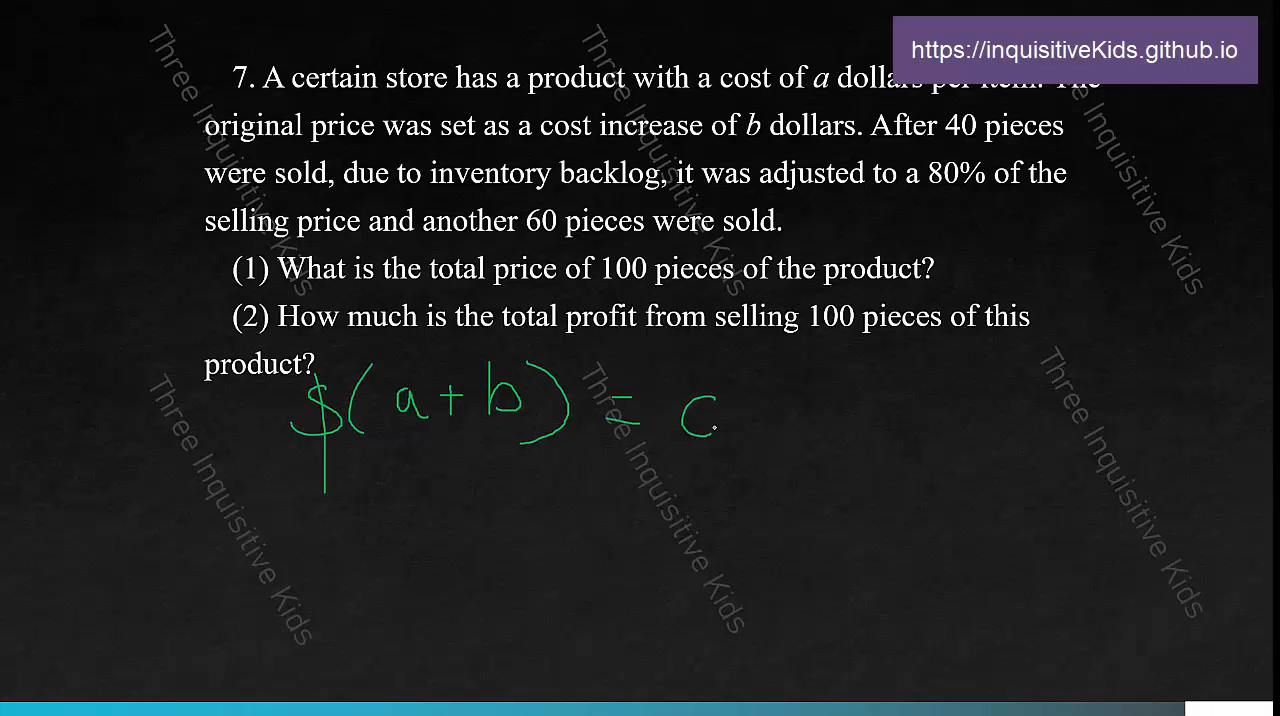 https://inquisitiveKids.github.io
7. A certain store has a product with a cost of a dollars per item. The
original price was set as a cost increase of b dollars. After 40 pieces
were sold, due to inventory backlog, it was adjusted to a 80% of the
selling price and another 60 pieces were sold.
(1) What is the total price of 100 pieces of the product?
(2) How much is the total profit from selling 100 pieces of this
product?
$(a+b) = c
Three Inquisitive Kids
Three Inquisitive Kids
Three Inquisitive Kids
Three Inquisitive Kids
Three Inquisitive Kids
Three Inquisitive Kids